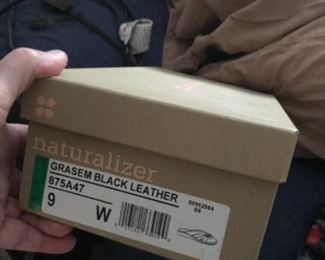 naturalizer
GRASEM BLACK LEATHER
875A47
9 W